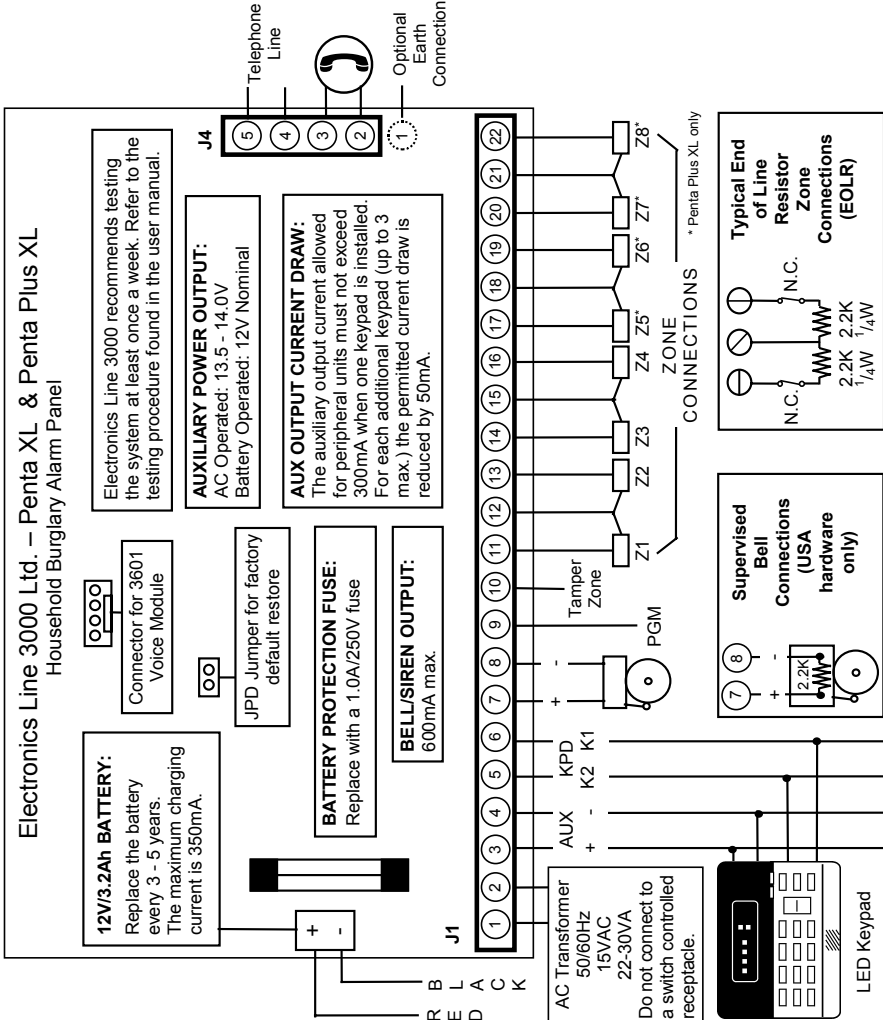 Electronics Line 3000 Ltd. – Penta XL & Penta Plus XL
Household Burglary Alarm Panel
12V/3.2Ah BATTERY:
Replace the battery
every 3 - 5 years.
The maximum charging
current is 350mA.
Connector for 3601
Voice Module
JPD Jumper for factory
default restore
BATTERY PROTECTION FUSE:
Replace with a 1.0A/250V fuse
BELL/SIREN OUTPUT:
600mA max.
Electronics Line 3000 recommends testing
the system at least once a week. Refer to the
testing procedure found in the user manual.
AUXILIARY POWER OUTPUT:
AC Operated: 13.5 - 14.0V
Battery Operated: 12V Nominal
AUX OUTPUT CURRENT DRAW:
The auxiliary output current allowed
for peripheral units must not exceed
300mA when one keypad is installed.
For each additional keypad (up to 3
max.) the permitted current draw is
reduced by 50mA.
J4
5
4
3
2
1
Telephone
Line
Optional
Earth
Connection
+
-
RED
BLACK
J1
1 2 3 4 5 6 7 8 9 10 11 12 13 14 15 16 17 18 19 20 21 22
AC Transformer
50/60Hz
15VAC
22-30VA
Do not connect to
a switch controlled
receptacle.
AUX
+ -
KPD
K2 K1
+ -
PGM
Tamper
Zone
Z1 Z2 Z3 Z4 Z5* Z6* Z7* Z8*
ZONE
CONNECTIONS
* Penta Plus XL only
LED Keypad
Supervised
Bell
Connections
(USA
hardware
only)
7 8
+ -
2.2K
Typical End
of Line
Resistor
Zone
Connections
(EOLR)
N.C. N.C.
2.2K 2.2K
1/4W 1/4W